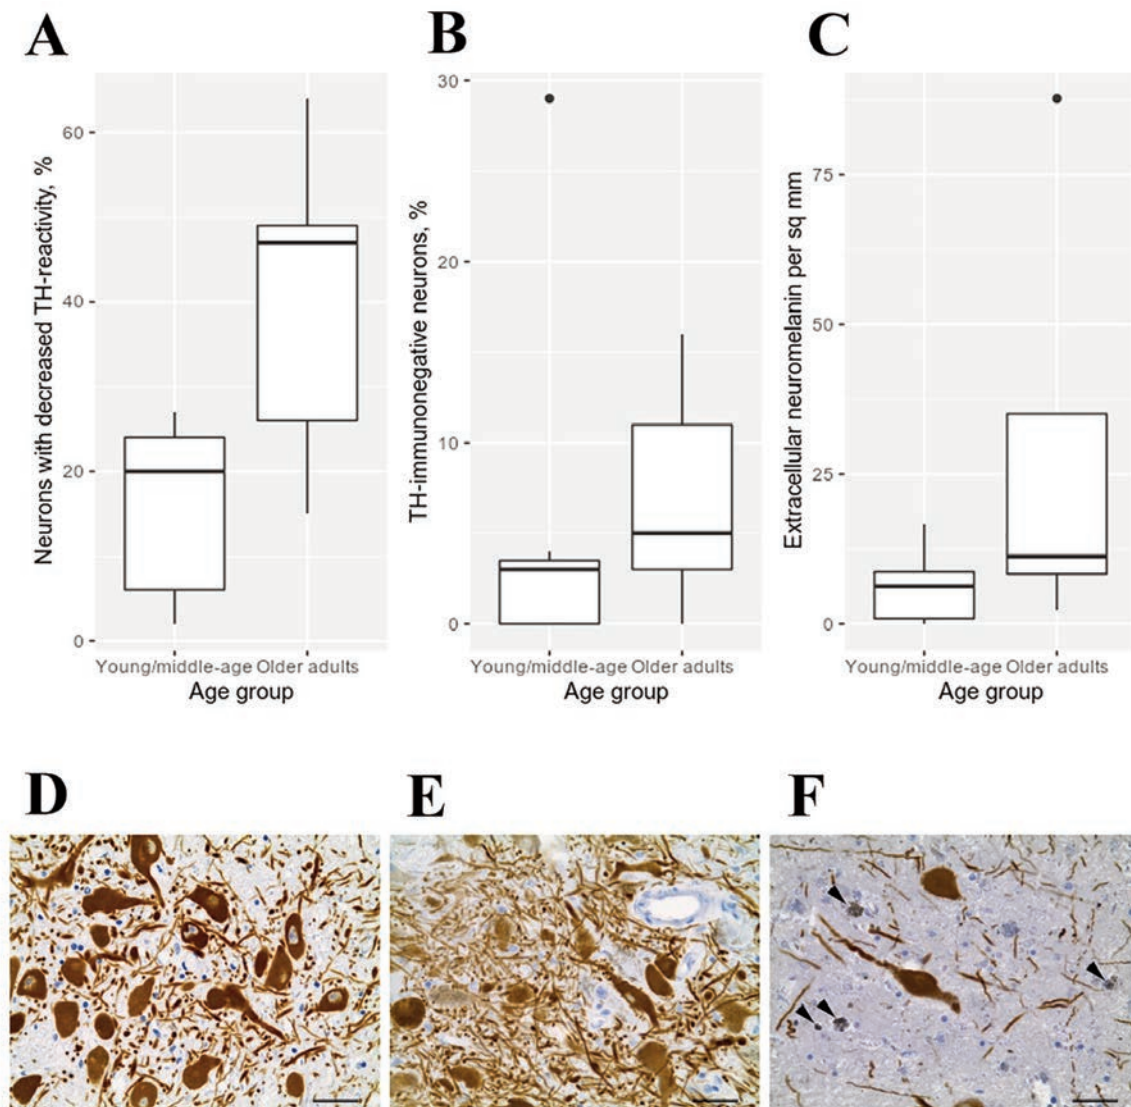 A
B
C
Neurons with decreased TH-reactivity, %
60
40
20
0
Young/middle-age Older adults
Age group
TH-immunonegative neurons, %
30
20
10
0
Young/middle-age Older adults
Age group
Extracellular neuromelanin per sq mm
75
50
25
0
Young/middle-age Older adults
Age group
D
E
F